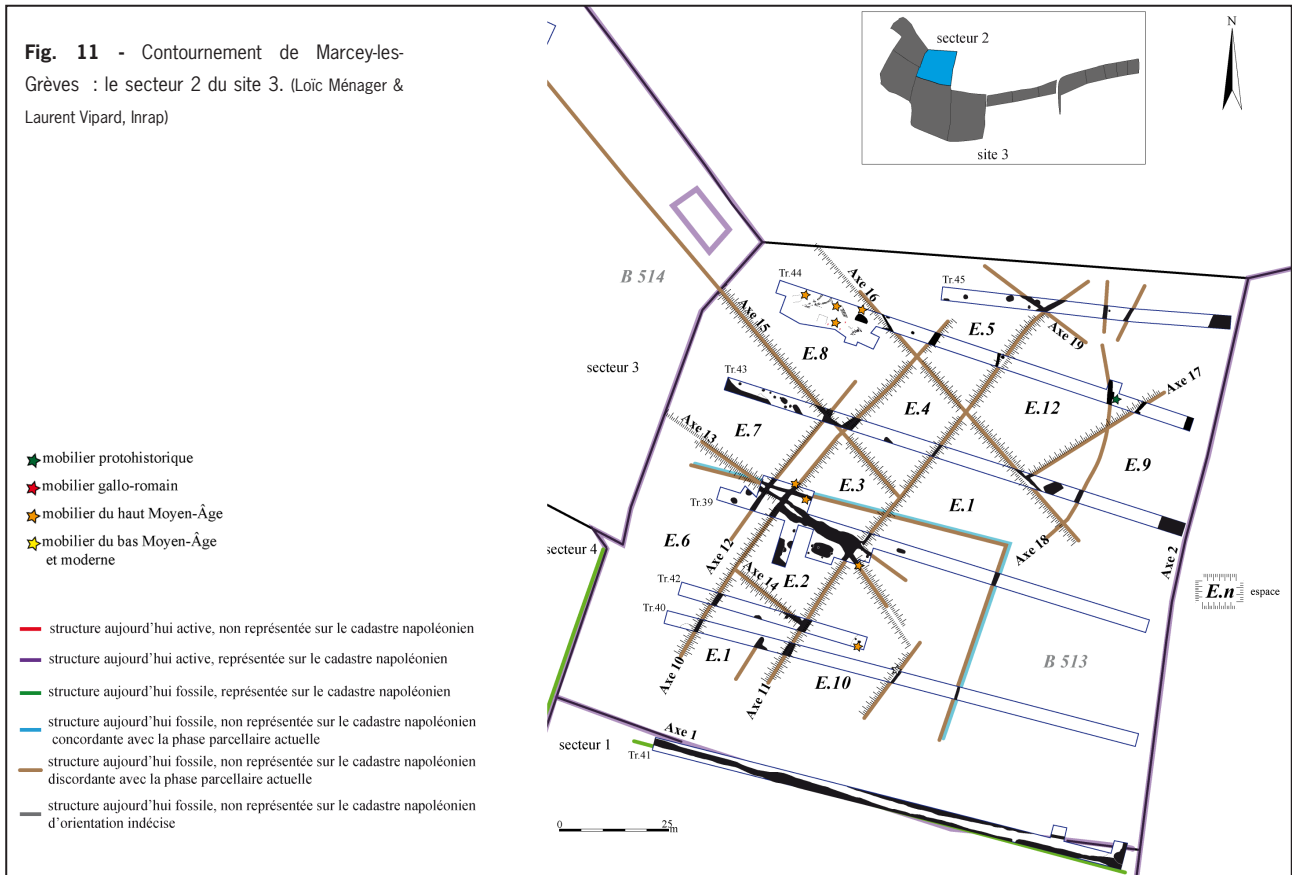 Fig. 11 - Contournement de Marcey-les-
Grèves : le secteur 2 du site 3. (Loïc Ménager &
Laurent Vipard, Inrap)
secteur 2
site 3
N
B 514
secteur 3
secteur 4
secteur 1
Tr.44
Axe 16
Tr.45
Axe 15
E.5
Axe 19
E.8
Tr.43
E.4
E.12
Axe 17
Axe 13
E.7
E.9
E.3
E.1
Tr.39
Axe 18
E.6
Axe 12
Axe 2
Axe 14
E.2
Tr.42
Tr.40
E.1
Axe 10
Axe 11
E.10
B 513
Axe 1
Tr.41
E.n espace
0 25
m
mobilier protohistorique
mobilier gallo-romain
mobilier du haut Moyen-Âge
mobilier du bas Moyen-Âge
et moderne
structure aujourd'hui active, non représentée sur le cadastre napoléonien
structure aujourd'hui active, représentée sur le cadastre napoléonien
structure aujourd'hui fossile, représentée sur le cadastre napoléonien
structure aujourd'hui fossile, non représentée sur le cadastre napoléonien
concordante avec la phase parcellaire actuelle
structure aujourd'hui fossile, non représentée sur le cadastre napoléonien
discordante avec la phase parcellaire actuelle
structure aujourd'hui fossile, non représentée sur le cadastre napoléonien
d'orientation indécise